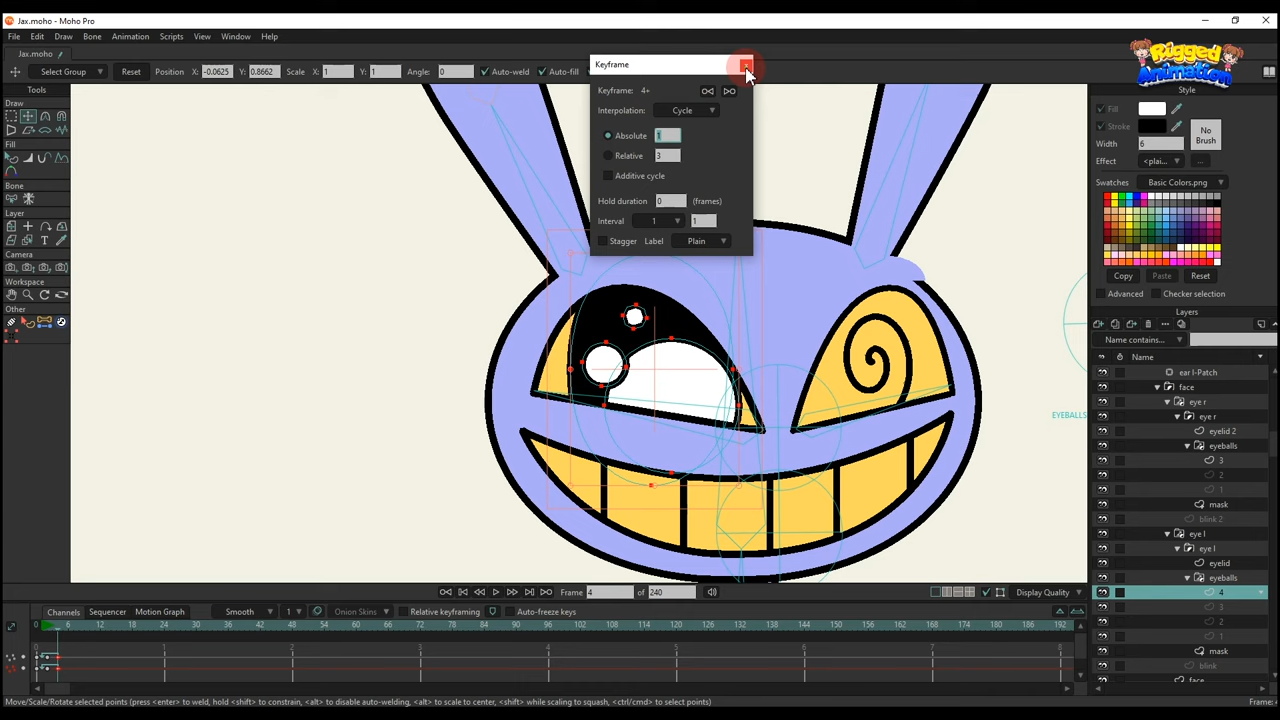 Jax.moho - Moho Pro
File Edit Draw Bone Animation Scripts View Window Help
Jax.moho
Rigged Animation
Select Group Reset Position X: -0.0625 Y: 0.8662 Scale X: 1 Y: 1 Angle: 0 Auto-weld Auto-fill
Keyframe
Keyframe: 4+
Interpolation: Cycle
Absolute 1
Relative 3
Additive cycle
Hold duration 0 (frames)
Interval 1 1
Stagger Label Plain
Tools
Draw
Fill
Bone
Layer
Camera
Workspace
Other
Style
Fill
Stroke
No Brush
Width 6
Effect <plai... ...
Swatches Basic Colors.png
Copy Paste Reset
Advanced Checker selection
Layers
Name contains...
Name
ear l-Patch
face
eye r
eye r
eyelid 2
eyeballs
3
2
1
mask
blink 2
eye l
eye l
eyelid
eyeballs
4
3
2
1
mask
blink
face
EYEBALLS
Frame 4 of 240 Display Quality
Channels Sequencer Motion Graph Smooth 1 Onion Skins Relative keyframing Auto-freeze keys
0 6 12 18 24 30 36 42 48 54 60 66 72 78 84 90 96 102 108 114 120 126 132 138 144 150 156 162 168 174 180 186 192
0 1 2 3 4 5 6 7 8
Move/Scale/Rotate selected points (press <enter> to weld, hold <shift> to constrain, <alt> to disable auto-welding, <alt> to scale to center, <shift> while scaling to squash, <ctrl/cmd> to select points) Frame: